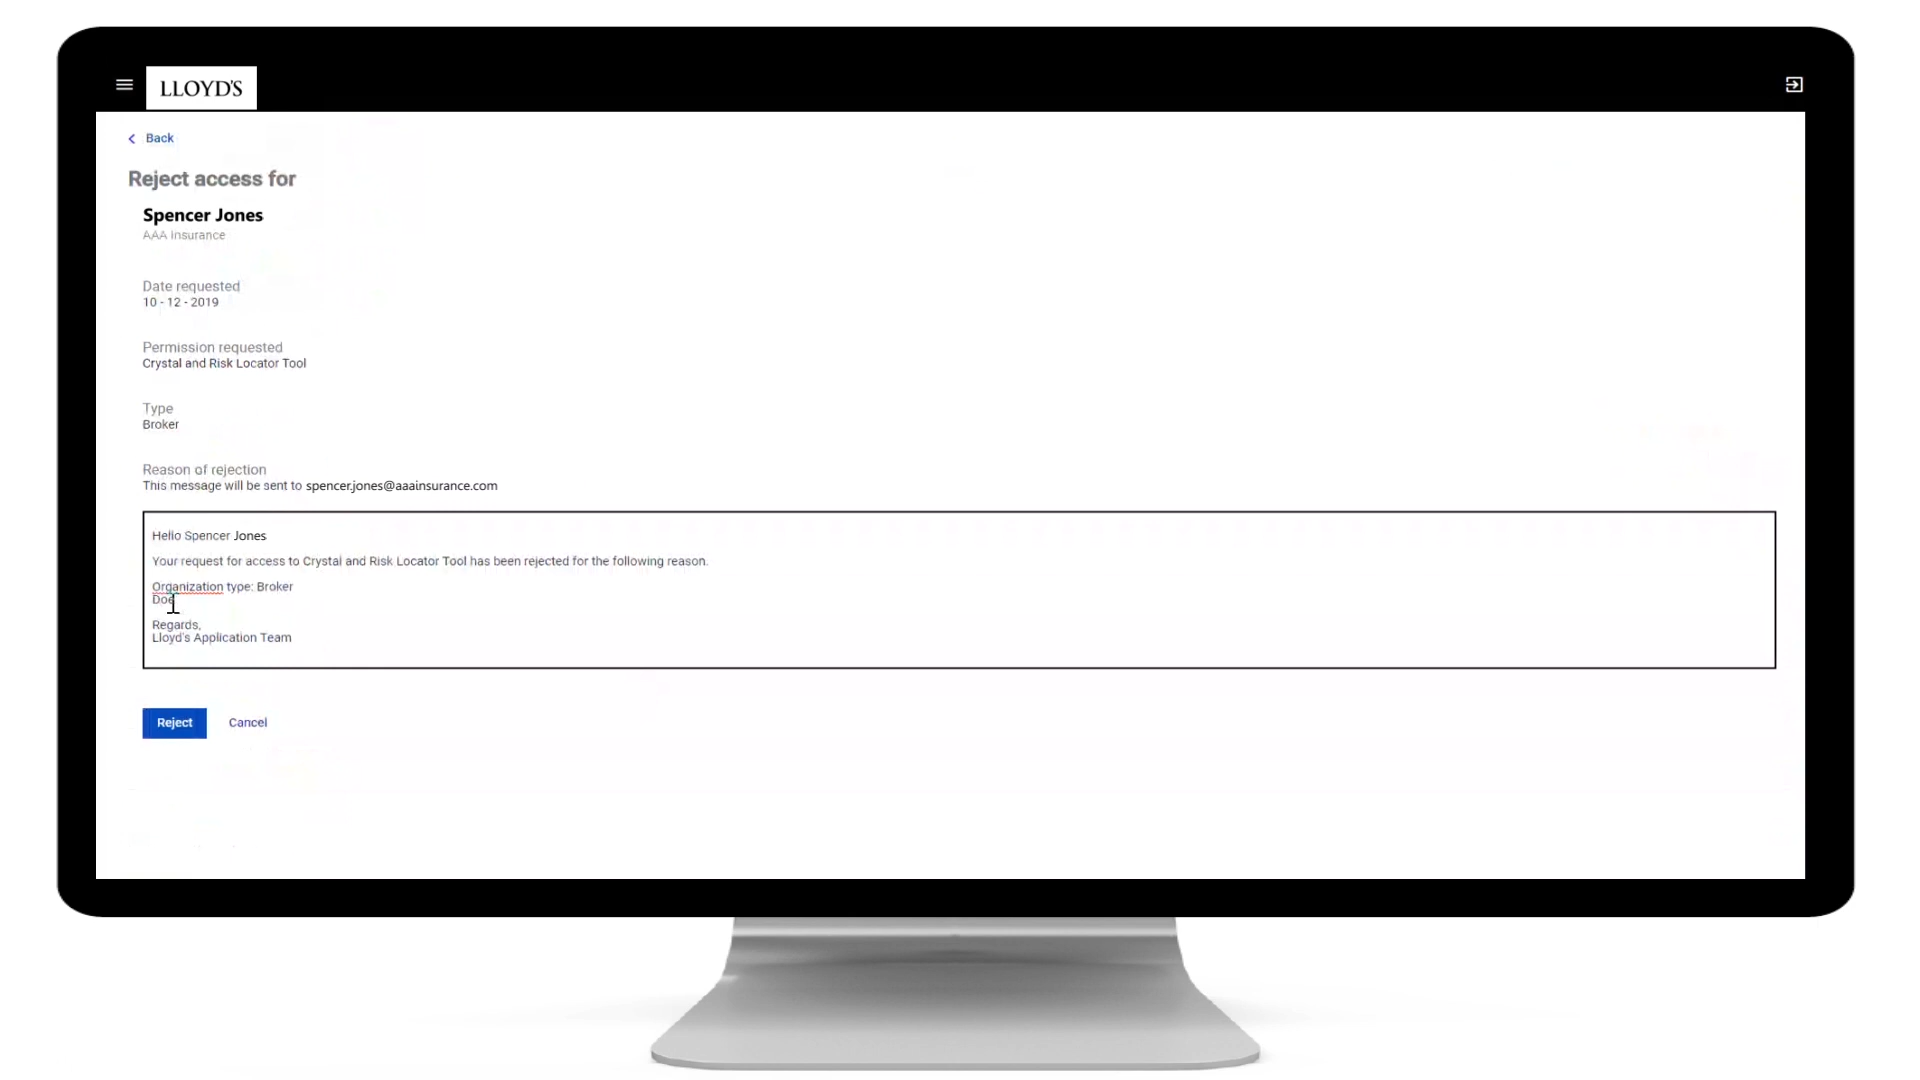 LLOYD'S
Back
Reject access for
Spencer Jones
AAA Insurance
Date requested
10 - 12 - 2019
Permission requested
Crystal and Risk Locator Tool
Type
Broker
Reason of rejection
This message will be sent to spencer.jones@aaainsurance.com
Hello Spencer Jones
Your request for access to Crystal and Risk Locator Tool has been rejected for the following reason.
Organization type: Broker
Doe
Regards,
Lloyd's Application Team
Reject Cancel